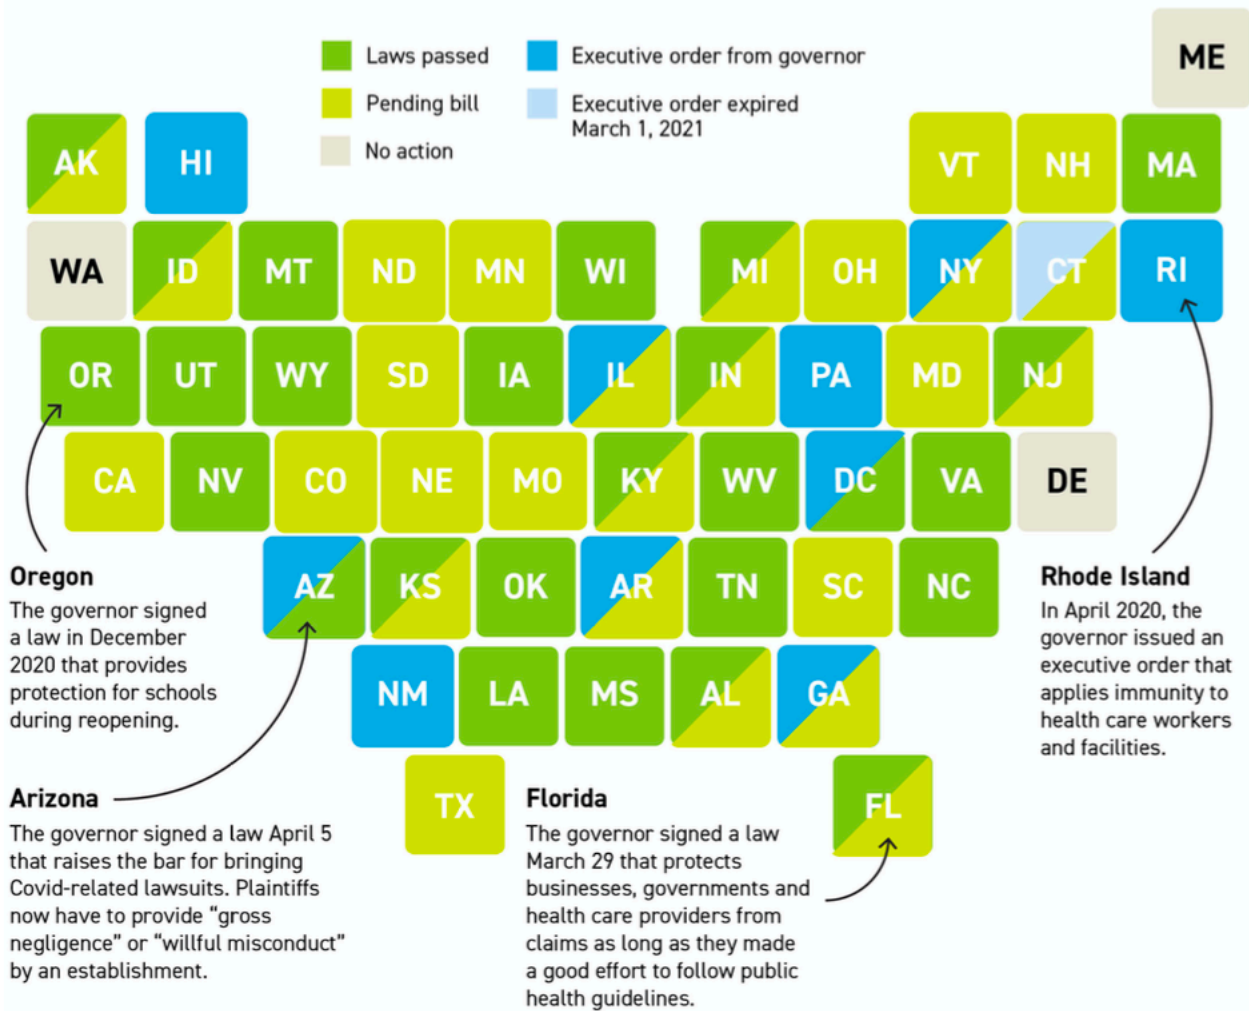 Laws passed
Executive order from governor
Pending bill
Executive order expired
March 1, 2021
No action
ME
AK
HI
VT
NH
MA
WA
ID
MT
ND
MN
WI
MI
OH
NY
CT
RI
OR
UT
WY
SD
IA
IL
IN
PA
MD
NJ
CA
NV
CO
NE
MO
KY
WV
DC
VA
DE
AZ
KS
OK
AR
TN
SC
NC
NM
LA
MS
AL
GA
TX
FL
Oregon
The governor signed
a law in December
2020 that provides
protection for schools
during reopening.
Rhode Island
In April 2020, the
governor issued an
executive order that
applies immunity to
health care workers
and facilities.
Arizona
The governor signed a law April 5
that raises the bar for bringing
Covid-related lawsuits. Plaintiffs
now have to provide “gross
negligence” or “willful misconduct”
by an establishment.
Florida
The governor signed a law
March 29 that protects
businesses, governments and
health care providers from
claims as long as they made
a good effort to follow public
health guidelines.